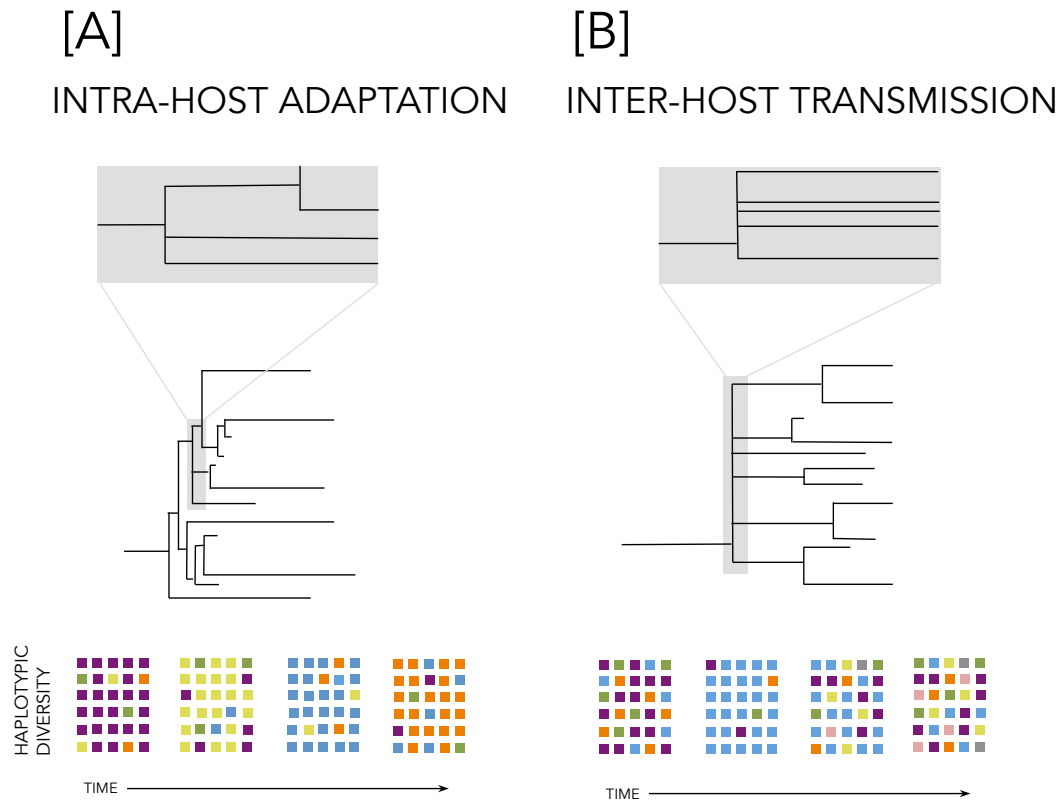 [A]
INTRA-HOST ADAPTATION
[B]
INTER-HOST TRANSMISSION
HAPLOTYPIC
DIVERSITY
TIME
TIME